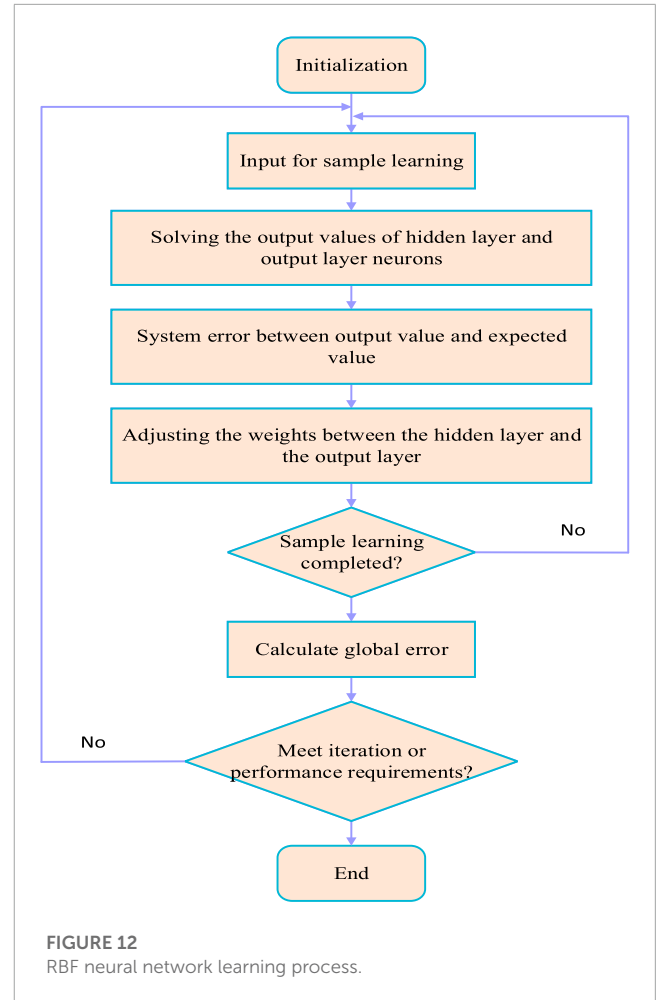 Initialization
Input for sample learning
Solving the output values of hidden layer and
output layer neurons
System error between output value and expected
value
Adjusting the weights between the hidden layer and
the output layer
Sample learning
completed?
No
Calculate global error
No
Meet iteration or
performance requirements?
End
FIGURE 12
RBF neural network learning process.